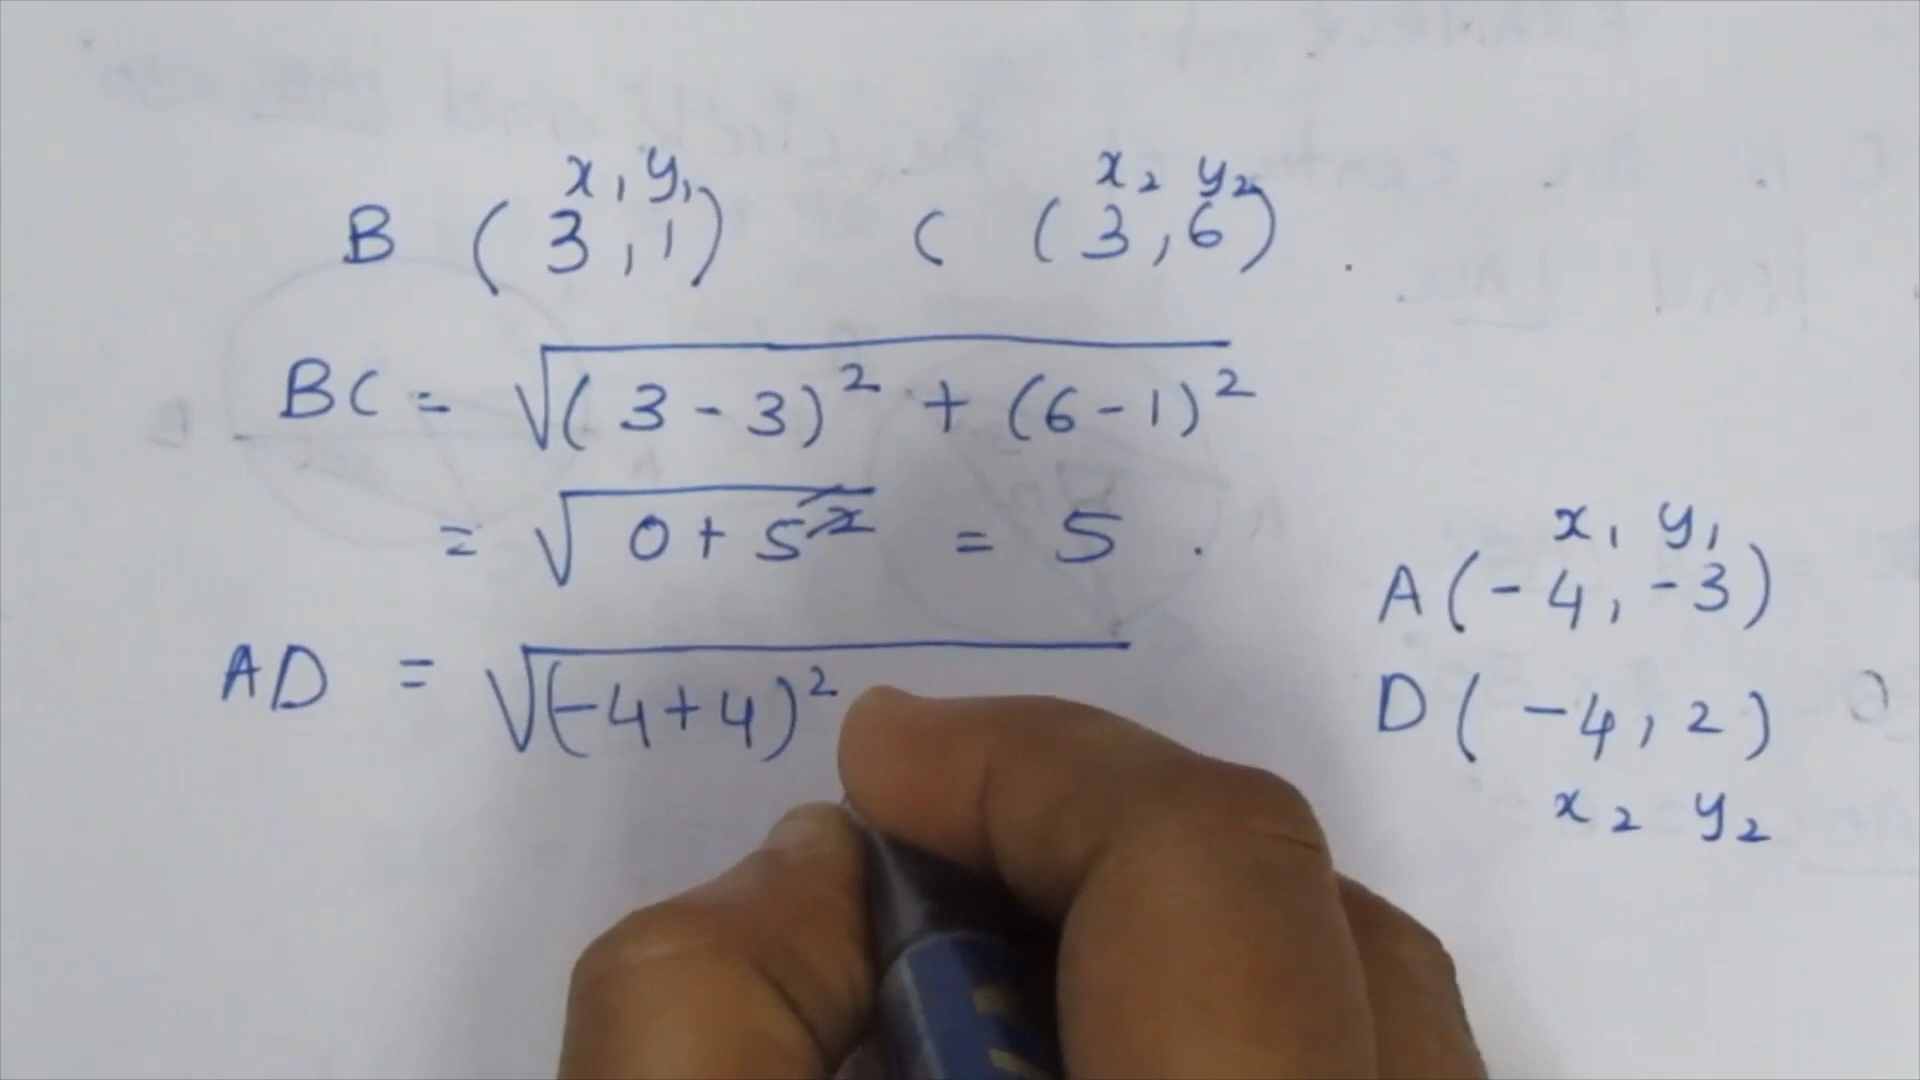 x₁ y₁ x₂ y₂
B (3,1) C (3,6)
BC = √(3-3)² + (6-1)²
= √0+5² = 5.
AD = √(-4+4)²
x₁ y₁
A(-4,-3)
D(-4,2)
x₂ y₂